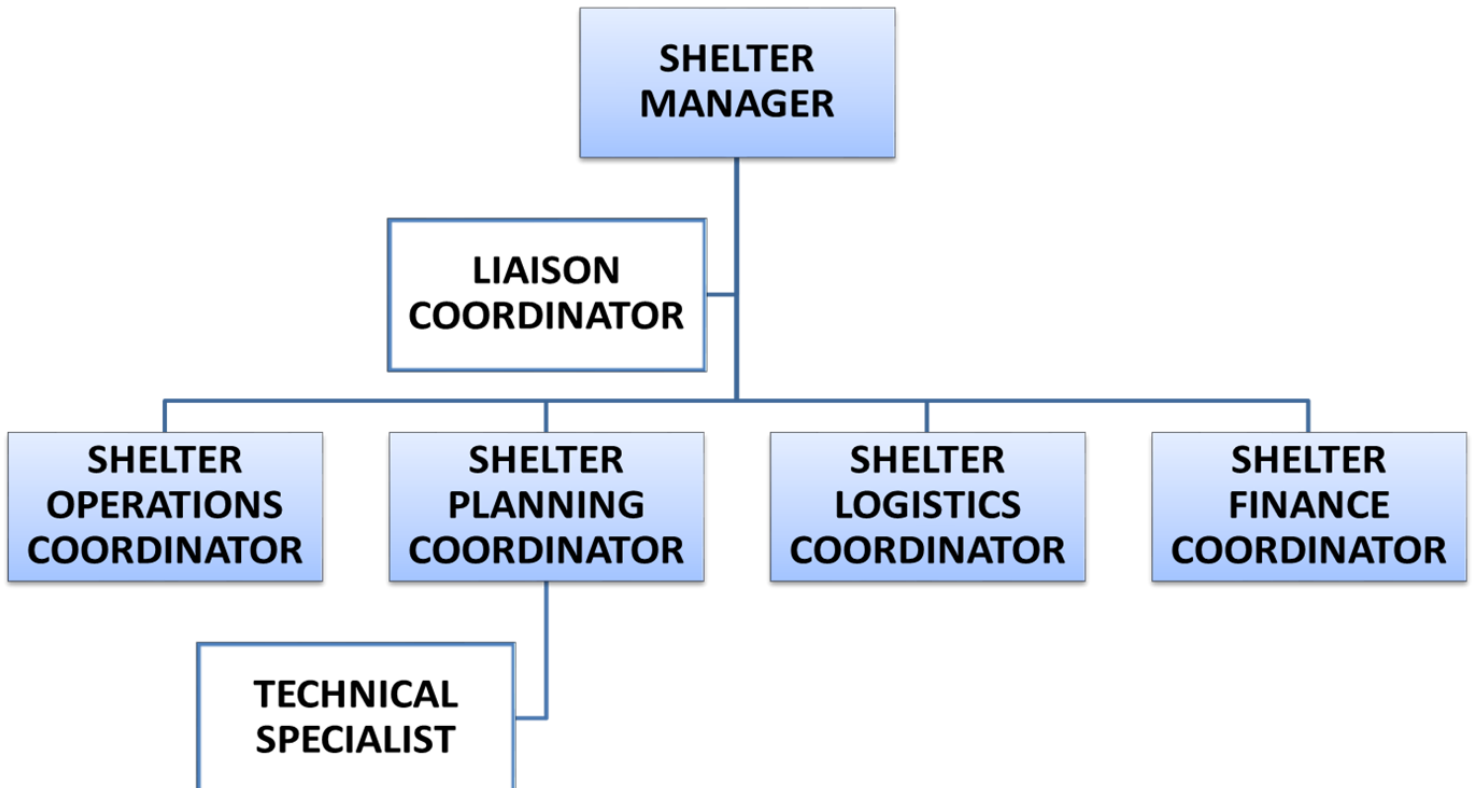 SHELTER
MANAGER
LIAISON
COORDINATOR
SHELTER
OPERATIONS
COORDINATOR
SHELTER
PLANNING
COORDINATOR
SHELTER
LOGISTICS
COORDINATOR
SHELTER
FINANCE
COORDINATOR
TECHNICAL
SPECIALIST